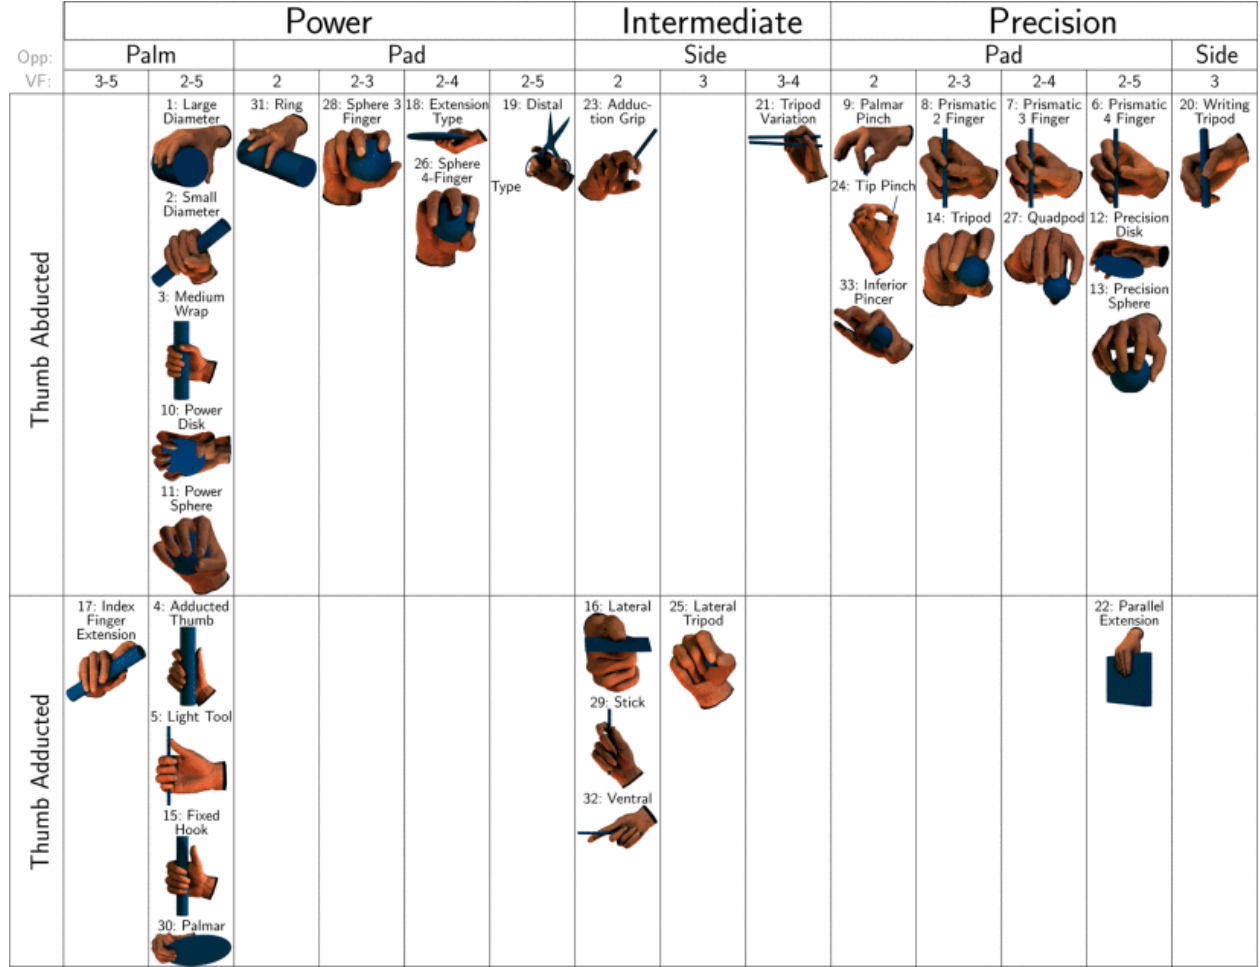 Power Intermediate Precision
Opp: Palm Pad Side Pad Side
VF: 3-5 2-5 2 2-3 2-4 2-5 2 3 3-4 2 2-3 2-4 2-5 3
Thumb Abducted
1: Large
Diameter
2: Small
Diameter
3: Medium
Wrap
10: Power
Disk
11: Power
Sphere
31: Ring
28: Sphere 3
Finger
18: Extension
Type
26: Sphere
4-Finger
19: Distal
Type
23: Adduc-
tion Grip
21: Tripod
Variation
9: Palmar
Pinch
24: Tip Pinch
33: Inferior
Pincer
8: Prismatic
2 Finger
14: Tripod
7: Prismatic
3 Finger
27: Quadpod
6: Prismatic
4 Finger
12: Precision
Disk
13: Precision
Sphere
20: Writing
Tripod
Thumb Adducted
17: Index
Finger
Extension
4: Adducted
Thumb
5: Light Tool
15: Fixed
Hook
30: Palmar
16: Lateral
29: Stick
32: Ventral
25: Lateral
Tripod
22: Parallel
Extension